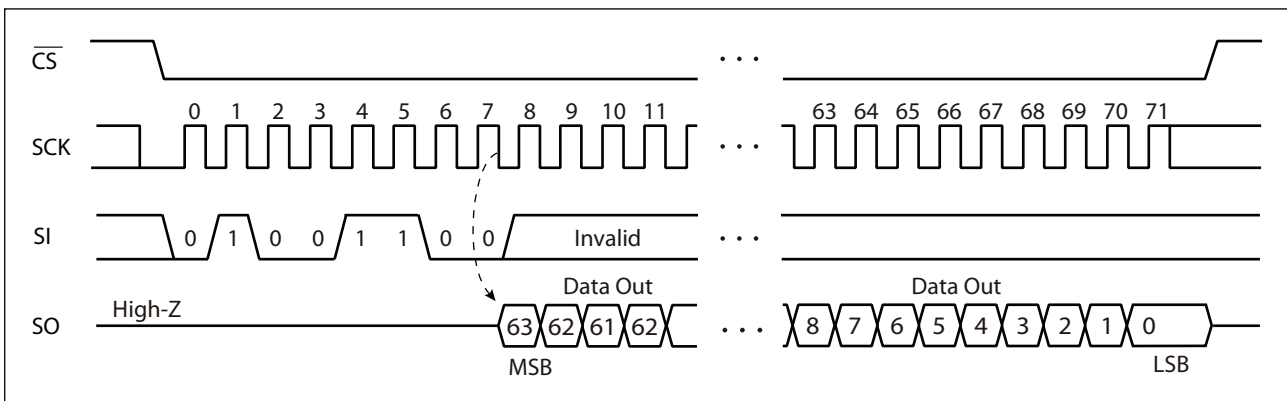 CS · · ·
0 1 2 3 4 5 6 7 8 9 10 11 63 64 65 66 67 68 69 70 71
SCK · · ·
SI 0 1 0 0 1 1 0 0 Invalid · · ·
Data Out Data Out
High-Z
SO 63 62 61 62 · · · 8 7 6 5 4 3 2 1 0
MSB LSB